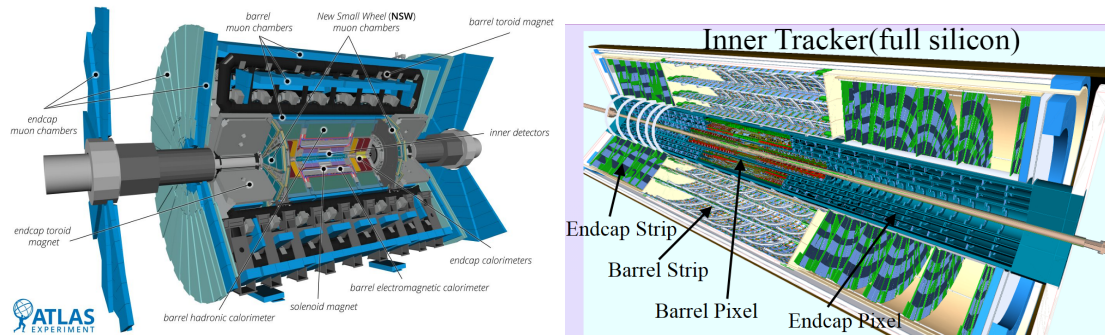 barrel
muon chambers
New Small Wheel (NSW)
muon chambers
barrel toroid magnet
endcap
muon chambers
inner detectors
endcap toroid
magnet
endcap calorimeters
barrel electromagnetic calorimeter
solenoid magnet
barrel hadronic calorimeter
ATLAS
EXPERIMENT
Inner Tracker(full silicon)
Endcap Strip
Barrel Strip
Barrel Pixel
Endcap Pixel